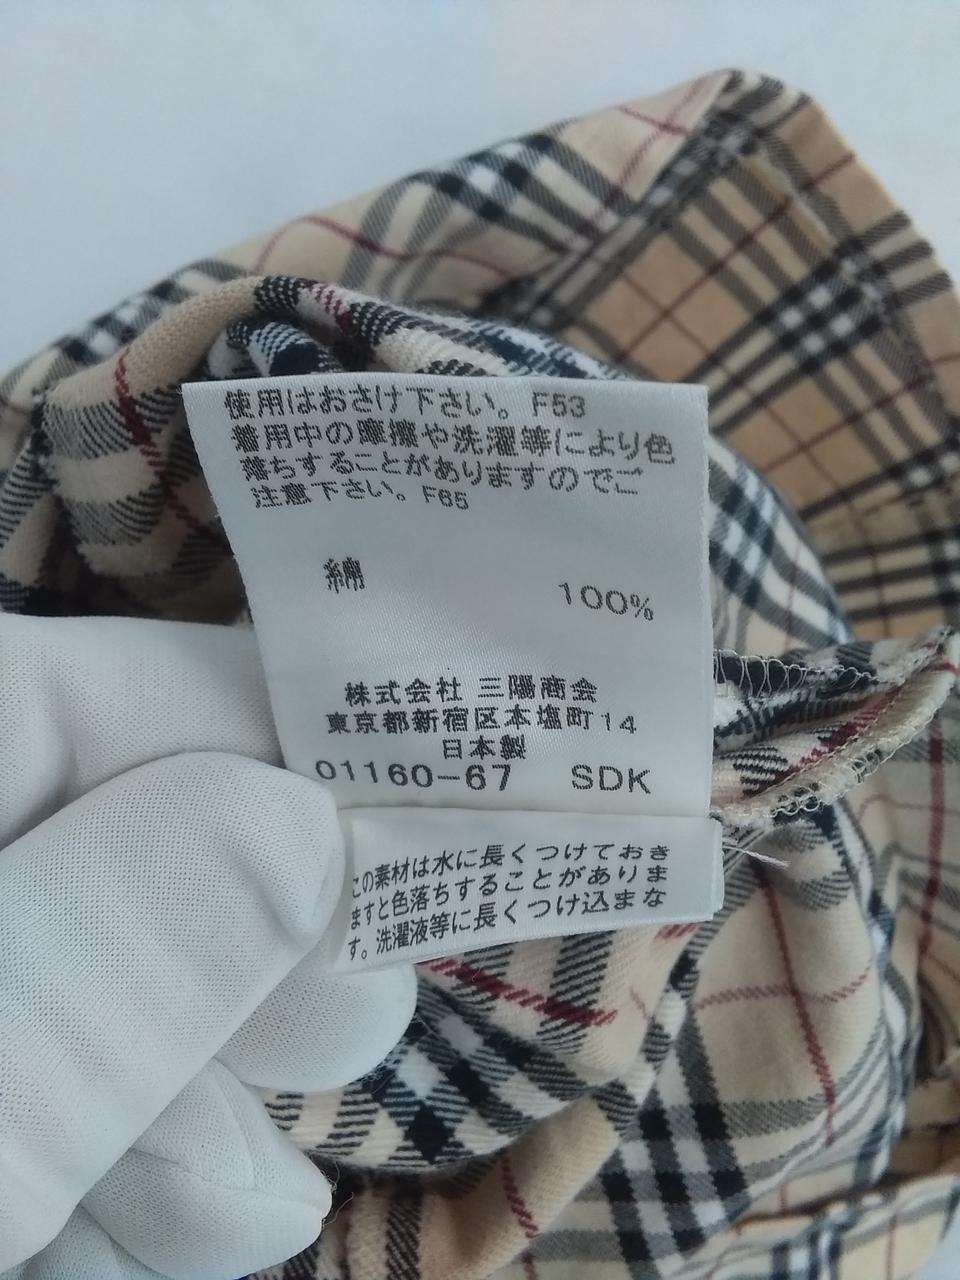 使用はおさけ下さい。F53
着用中の摩擦や洗濯等により色
落ちすることがありますのでご
注意下さい。F65
綿 100%
株式会社 三陽商会
東京都新宿区本塩町14
日本製
01160-67 SDK
この素材は水に長くつけておき
ますと色落ちすることがありま
す。洗濯液等に長くつけ込まな